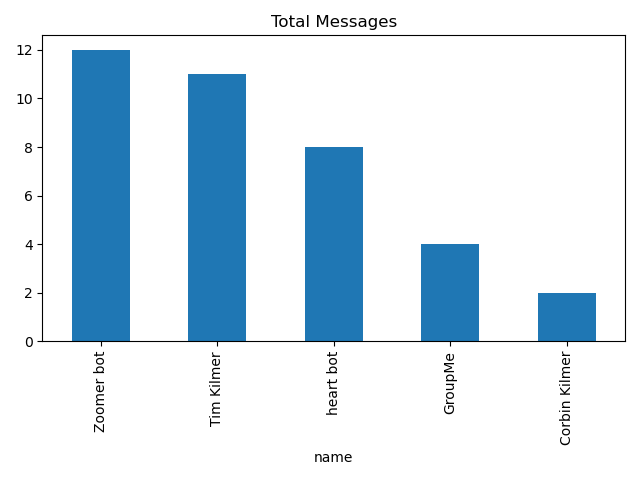 Total Messages
12
10
8
6
4
2
0
Zoomer bot
Tim Kilmer
heart bot
GroupMe
Corbin Kilmer
name